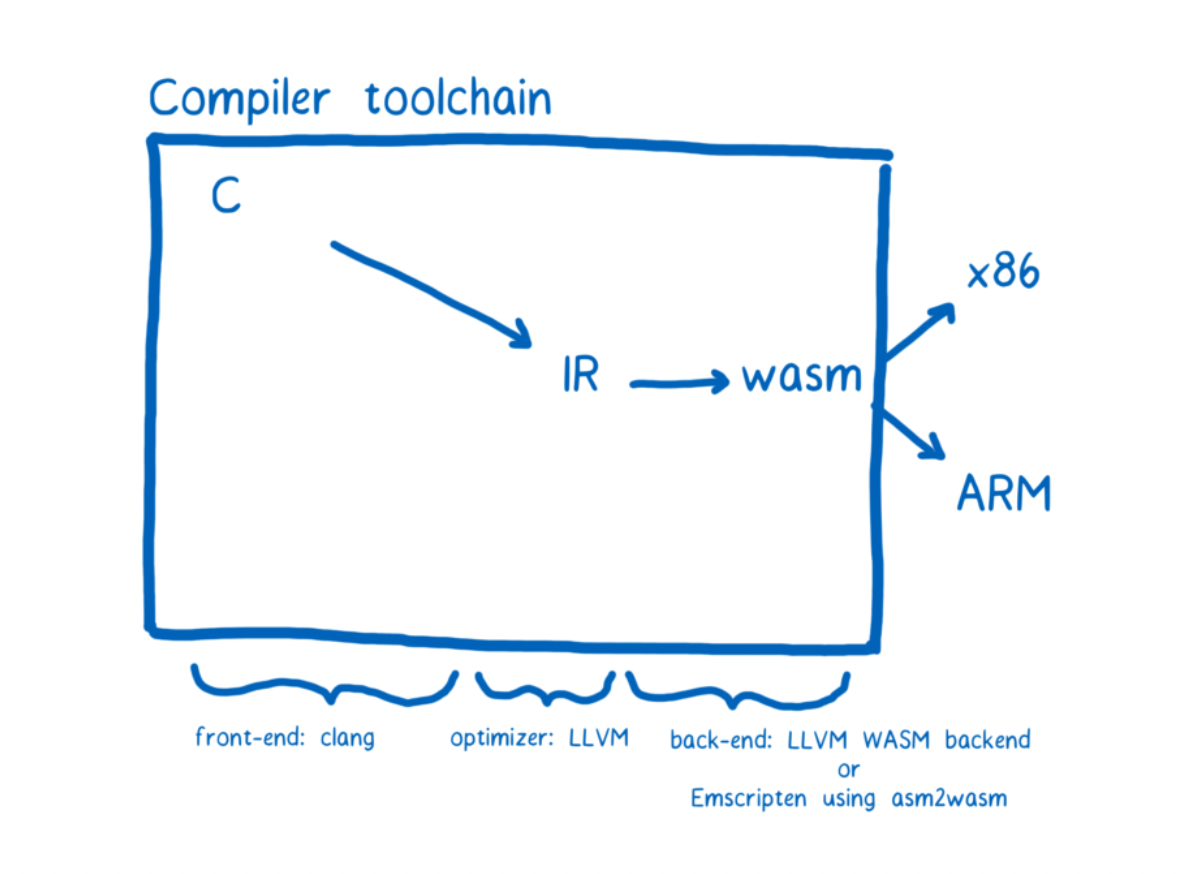 Compiler toolchain
C
x86
IR
wasm
ARM
front-end: clang
optimizer: LLVM
back-end: LLVM WASM backend
or
Emscripten using asm2wasm